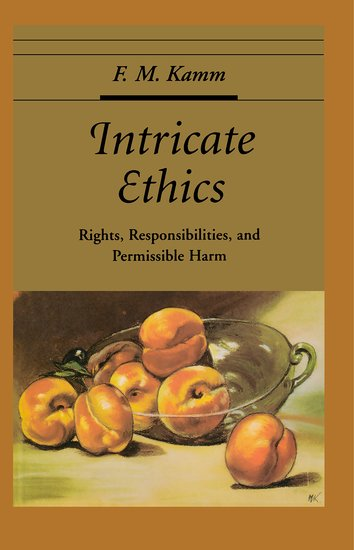 F. M. Kamm
Intricate
Ethics
Rights, Responsibilities, and
Permissible Harm
MK